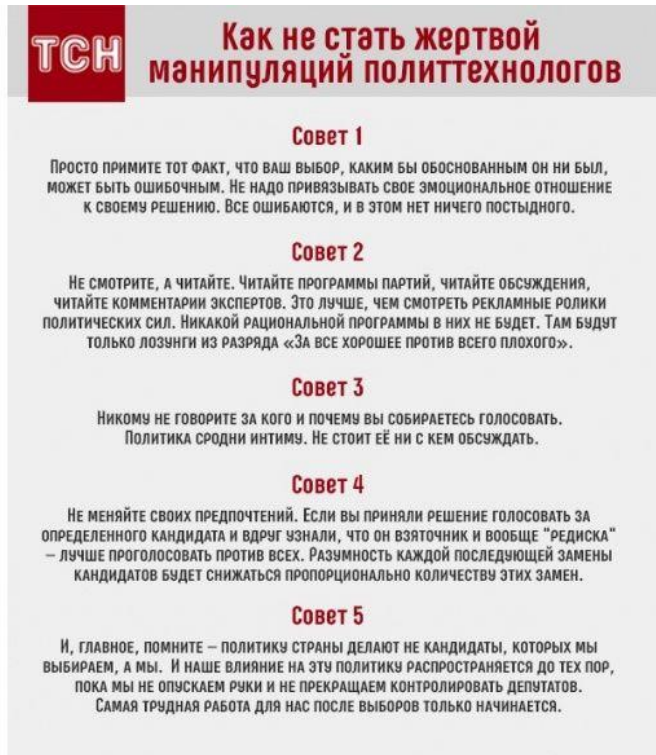 ТСН
Как не стать жертвой
манипуляций политтехнологов
Совет 1
Просто примите тот факт, что ваш выбор, каким бы обоснованным он ни был,
может быть ошибочным. Не надо привязывать свое эмоциональное отношение
к своему решению. Все ошибаются, и в этом нет ничего постыдного.
Совет 2
Не смотрите, а читайте. Читайте программы партий, читайте обсуждения,
читайте комментарии экспертов. Это лучше, чем смотреть рекламные ролики
политических сил. Никакой рациональной программы в них не будет. Там будут
только лозунги из разряда «За все хорошее против всего плохого».
Совет 3
Никому не говорите за кого и почему вы собираетесь голосовать.
Политика сродни интиму. Не стоит её ни с кем обсуждать.
Совет 4
Не меняйте своих предпочтений. Если вы приняли решение голосовать за
определенного кандидата и вдруг узнали, что он взяточник и вообще "редиска"
– лучше проголосовать против всех. Разумность каждой последующей замены
кандидатов будет снижаться пропорционально количеству этих замен.
Совет 5
И, главное, помните – политику страны делают не кандидаты, которых мы
выбираем, а мы. И наше влияние на эту политику распространяется до тех пор,
пока мы не опускаем руки и не прекращаем контролировать депутатов.
Самая трудная работа для нас после выборов только начинается.